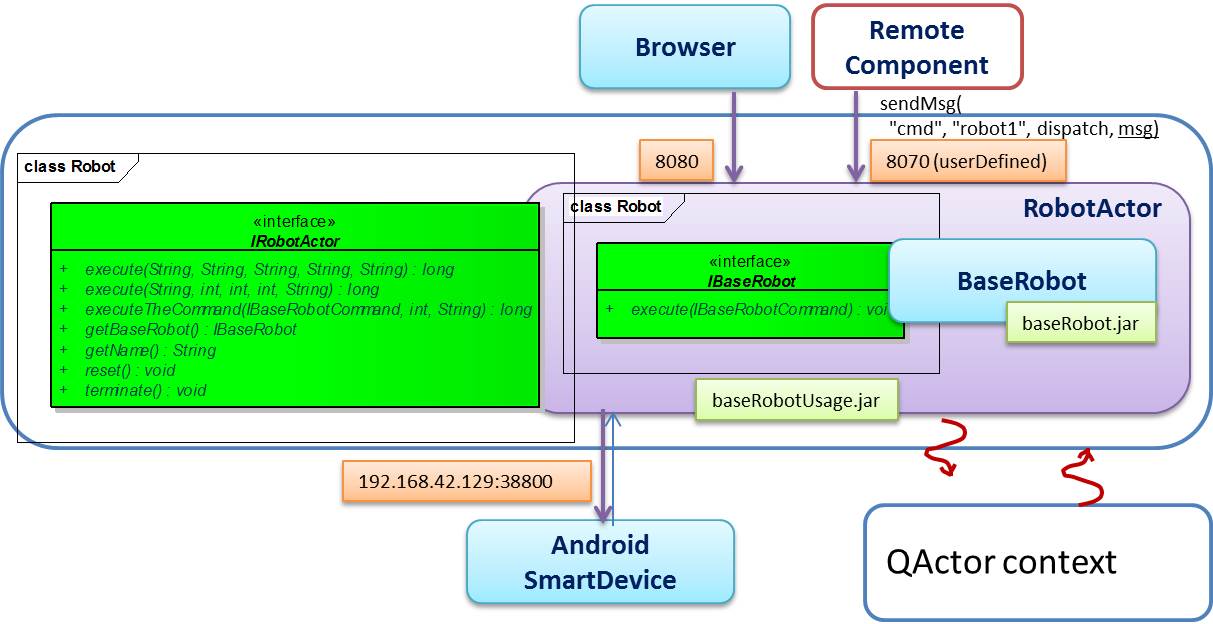 Browser
Remote
Component
sendMsg(
"cmd", "robot1", dispatch, msg)
8080
8070 (userDefined)
class Robot
«interface»
IRobotActor
+ execute(String, String, String, String, String) : long
+ execute(String, int, int, int, String) : long
+ executeTheCommand(IBaseRobotCommand, int, String) : long
+ getBaseRobot() : IBaseRobot
+ getName() : String
+ reset() : void
+ terminate() : void
class Robot
RobotActor
«interface»
IBaseRobot
+ execute(IBaseRobotCommand) : voi
BaseRobot
baseRobot.jar
baseRobotUsage.jar
192.168.42.129:38800
Android
SmartDevice
QActor context